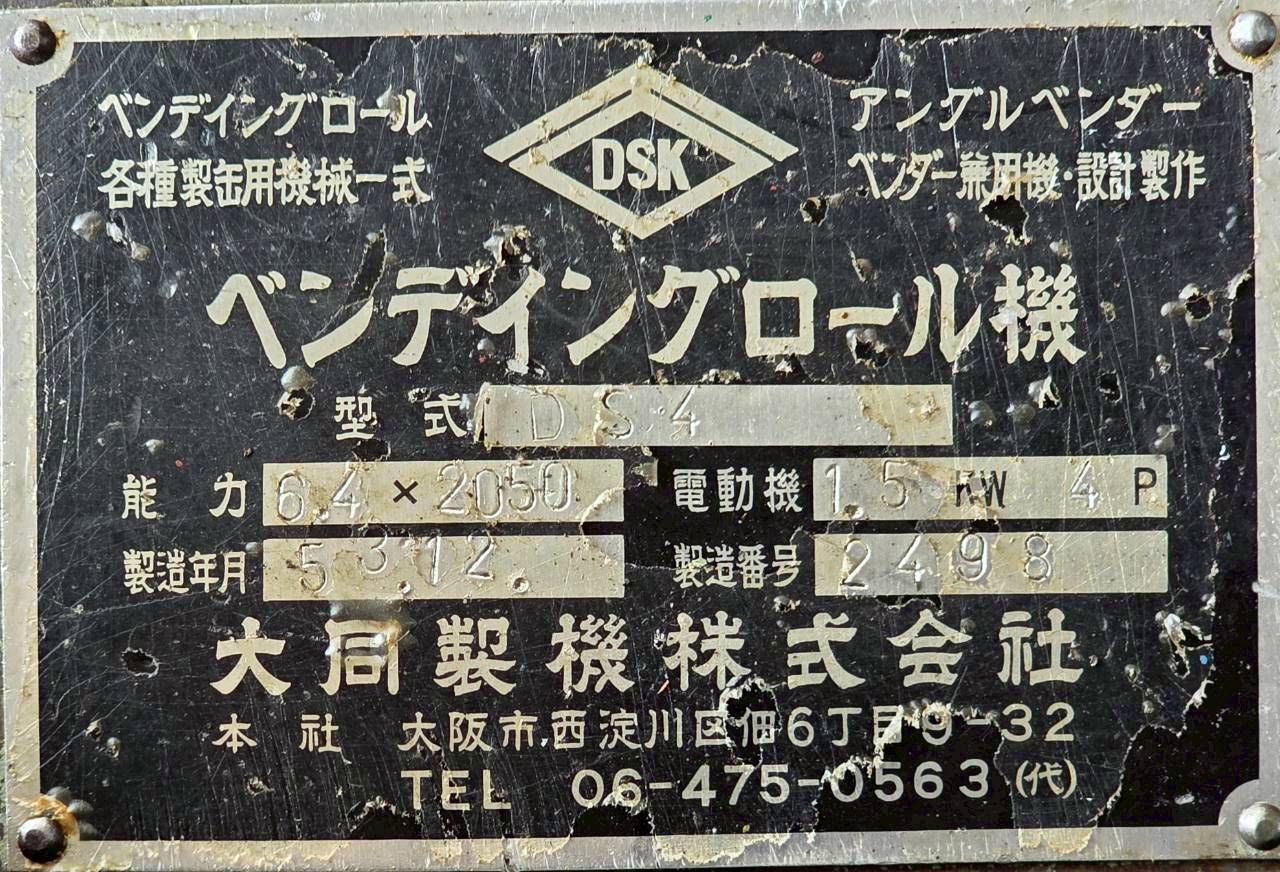 ベンデイングロール
各種製缶用機械一式
DSK
アングルベンダー
ベンダー兼用機・設計製作
ベンデイングロール機
型式 DS4
能力 6.4 × 2050 電動機 1.5 KW 4 P
製造年月 53.12. 製造番号 2498
大同製機株式会社
本社 大阪市西淀川区佃6丁目9-32
TEL 06-475-0563(代)